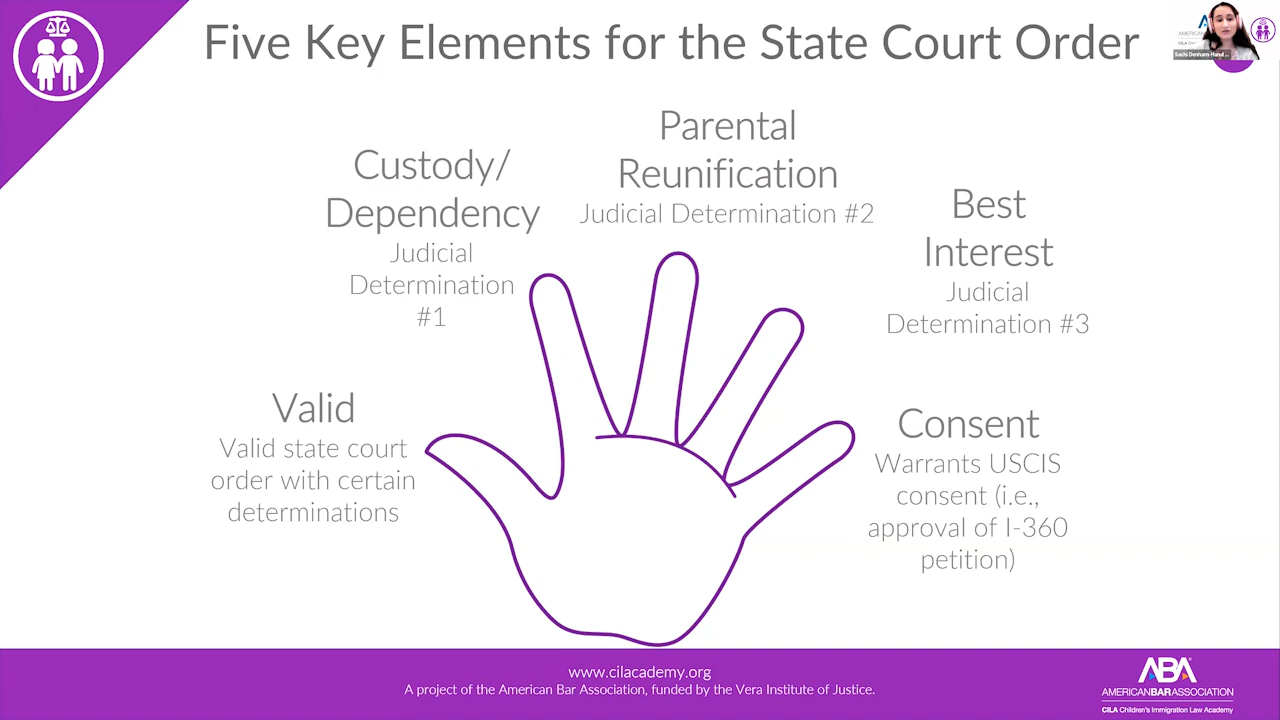 Five Key Elements for the State Court Order
Custody/
Dependency
Judicial
Determination
#1
Parental
Reunification
Judicial Determination #2
Best
Interest
Judicial
Determination #3
Valid
Valid state court
order with certain
determinations
Consent
Warrants USCIS
consent (i.e.,
approval of I-360
petition)
www.cilacademy.org
A project of the American Bar Association, funded by the Vera Institute of Justice.
ABA
AMERICANBARASSOCIATION
CILA Children's Immigration Law Academy